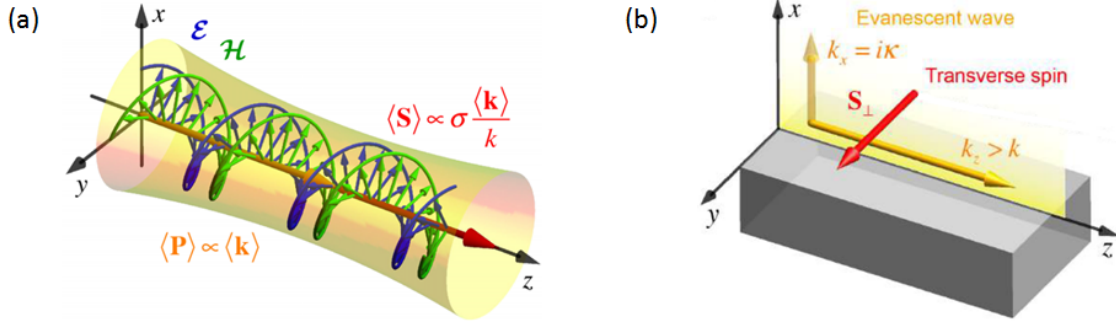 (a)
x
ℰ
ℋ
⟨S⟩ ∝ σ ⟨k⟩/k
y
⟨P⟩ ∝ ⟨k⟩
z
(b)
x
Evanescent wave
k_x = iκ
Transverse spin
S_⊥
k_z > k
y
z